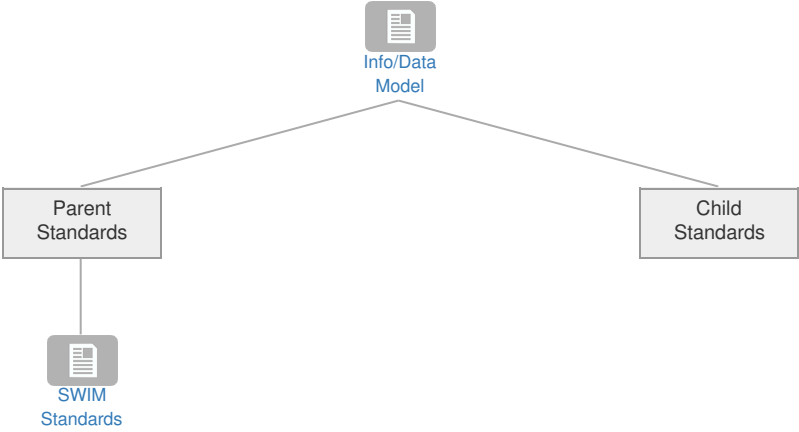 Info/Data
Model
Parent
Standards
Child
Standards
SWIM
Standards